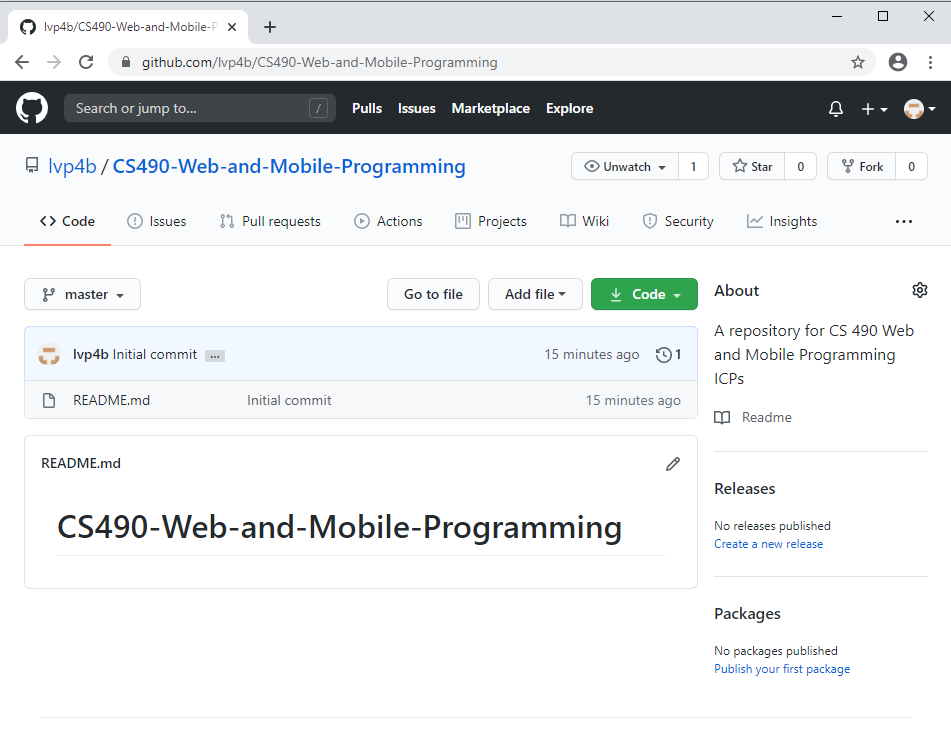 lvp4b/CS490-Web-and-Mobile-P
github.com/lvp4b/CS490-Web-and-Mobile-Programming
Search or jump to... / Pulls Issues Marketplace Explore
lvp4b / CS490-Web-and-Mobile-Programming Unwatch 1 Star 0 Fork 0
Code Issues Pull requests Actions Projects Wiki Security Insights ...
master Go to file Add file Code
lvp4b Initial commit ... 15 minutes ago 1
README.md Initial commit 15 minutes ago
README.md
CS490-Web-and-Mobile-Programming
About
A repository for CS 490 Web
and Mobile Programming
ICPs
Readme
Releases
No releases published
Create a new release
Packages
No packages published
Publish your first package